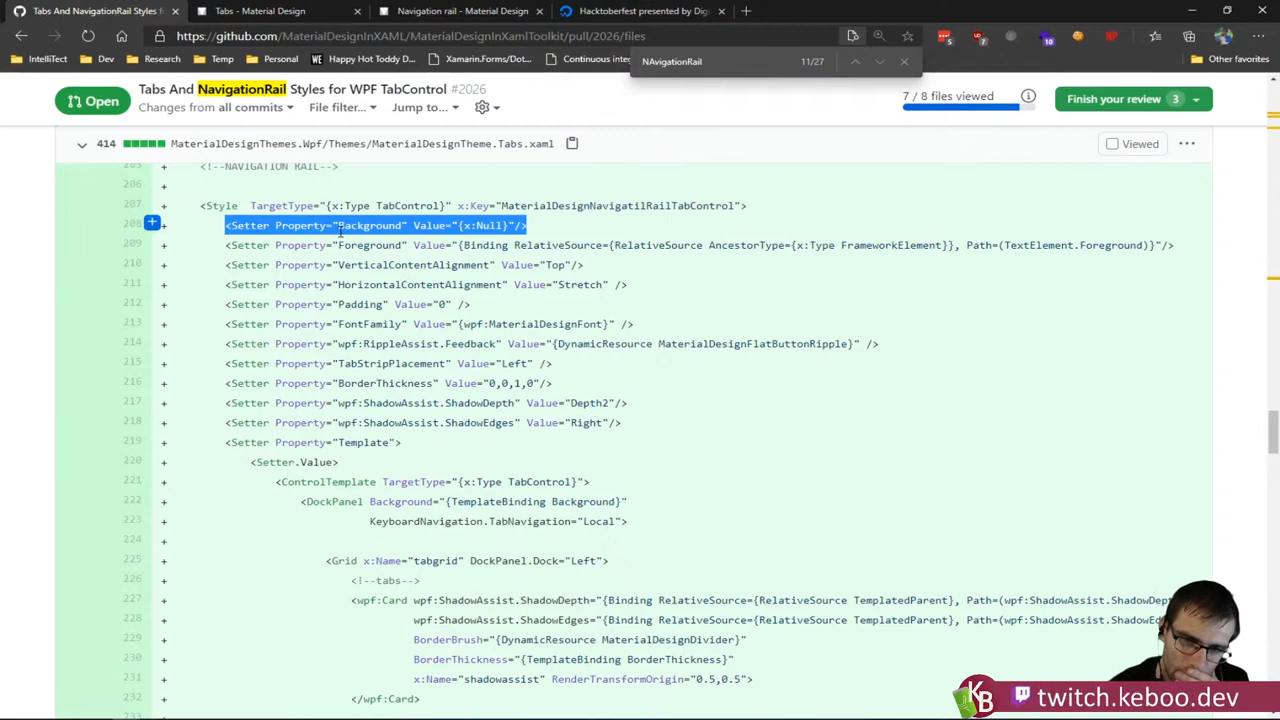 Tabs And NavigationRail Styles for
Tabs - Material Design
Navigation rail - Material Design
Hacktoberfest presented by Digi
https://github.com/MaterialDesignInXAML/MaterialDesignInXamlToolkit/pull/2026/files
5
7
10
IntelliTect
Dev
Research
Health
Happy Hot Toddy D...
Xamarin.Forms/Dot
Continuous integ
Other favorites
NAvigationRail
11/27
Tabs And NavigationRail Styles for WPF TabControl #2026
Open
Changes from all commits
File filter...
Jump to...
7 / 8 files viewed
Finish your review 3
414 MaterialDesignThemes.Wpf/Themes/MaterialDesignTheme.Tabs.xaml
Viewed
205 + <!--NAVIGATION RAIL-->
206 +
207 + <Style TargetType="{x:Type TabControl}" x:Key="MaterialDesignNavigatilRailTabControl">
208 + <Setter Property="Background" Value="{x:Null}"/>
209 + <Setter Property="Foreground" Value="{Binding RelativeSource={RelativeSource AncestorType={x:Type FrameworkElement}}, Path=(TextElement.Foreground)}"/>
210 + <Setter Property="VerticalContentAlignment" Value="Top"/>
211 + <Setter Property="HorizontalContentAlignment" Value="Stretch" />
212 + <Setter Property="Padding" Value="0" />
213 + <Setter Property="FontFamily" Value="{wpf:MaterialDesignFont}" />
214 + <Setter Property="wpf:RippleAssist.Feedback" Value="{DynamicResource MaterialDesignFlatButtonRipple}" />
215 + <Setter Property="TabStripPlacement" Value="Left" />
216 + <Setter Property="BorderThickness" Value="0,0,1,0"/>
217 + <Setter Property="wpf:ShadowAssist.ShadowDepth" Value="Depth2"/>
218 + <Setter Property="wpf:ShadowAssist.ShadowEdges" Value="Right"/>
219 + <Setter Property="Template">
220 + <Setter.Value>
221 + <ControlTemplate TargetType="{x:Type TabControl}">
222 + <DockPanel Background="{TemplateBinding Background}"
223 + KeyboardNavigation.TabNavigation="Local">
224 +
225 + <Grid x:Name="tabgrid" DockPanel.Dock="Left">
226 + <!--tabs-->
227 + <wpf:Card wpf:ShadowAssist.ShadowDepth="{Binding RelativeSource={RelativeSource TemplatedParent}, Path=(wpf:ShadowAssist.ShadowDept
228 + wpf:ShadowAssist.ShadowEdges="{Binding RelativeSource={RelativeSource TemplatedParent}, Path=(wpf:ShadowAssist.ShadowEd
229 + BorderBrush="{DynamicResource MaterialDesignDivider}"
230 + BorderThickness="{TemplateBinding BorderThickness}"
231 + x:Name="shadowassist" RenderTransformOrigin="0.5,0.5">
232 + </wpf:Card>
233
KB twitch.keboo.dev